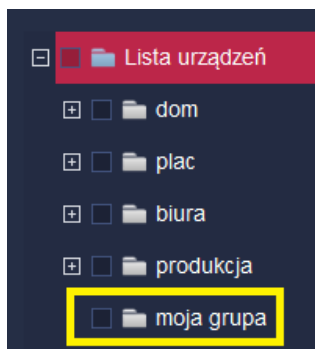 Lista urządzeń
dom
plac
biura
produkcja
moja grupa